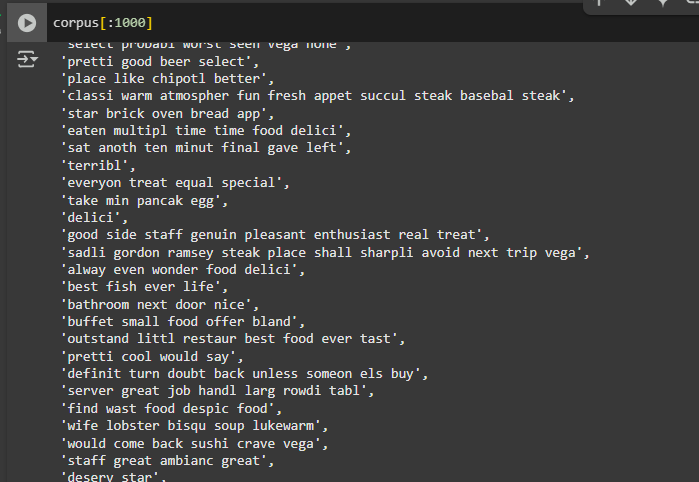 corpus[:1000]
'select probabl worst seen vega none',
'pretti good beer select',
'place like chipotl better',
'classi warm atmospher fun fresh appet succul steak basebal steak',
'star brick oven bread app',
'eaten multipl time time food delici',
'sat anoth ten minut final gave left',
'terribl',
'everyon treat equal special',
'take min pancak egg',
'delici',
'good side staff genuin pleasant enthusiast real treat',
'sadli gordon ramsey steak place shall sharpli avoid next trip vega',
'alway even wonder food delici',
'best fish ever life',
'bathroom next door nice',
'buffet small food offer bland',
'outstand littl restaur best food ever tast',
'pretti cool would say',
'definit turn doubt back unless someon els buy',
'server great job handl larg rowdi tabl',
'find wast food despic food',
'wife lobster bisqu soup lukewarm',
'would come back sushi crave vega',
'staff great ambianc great',
'deserv star',